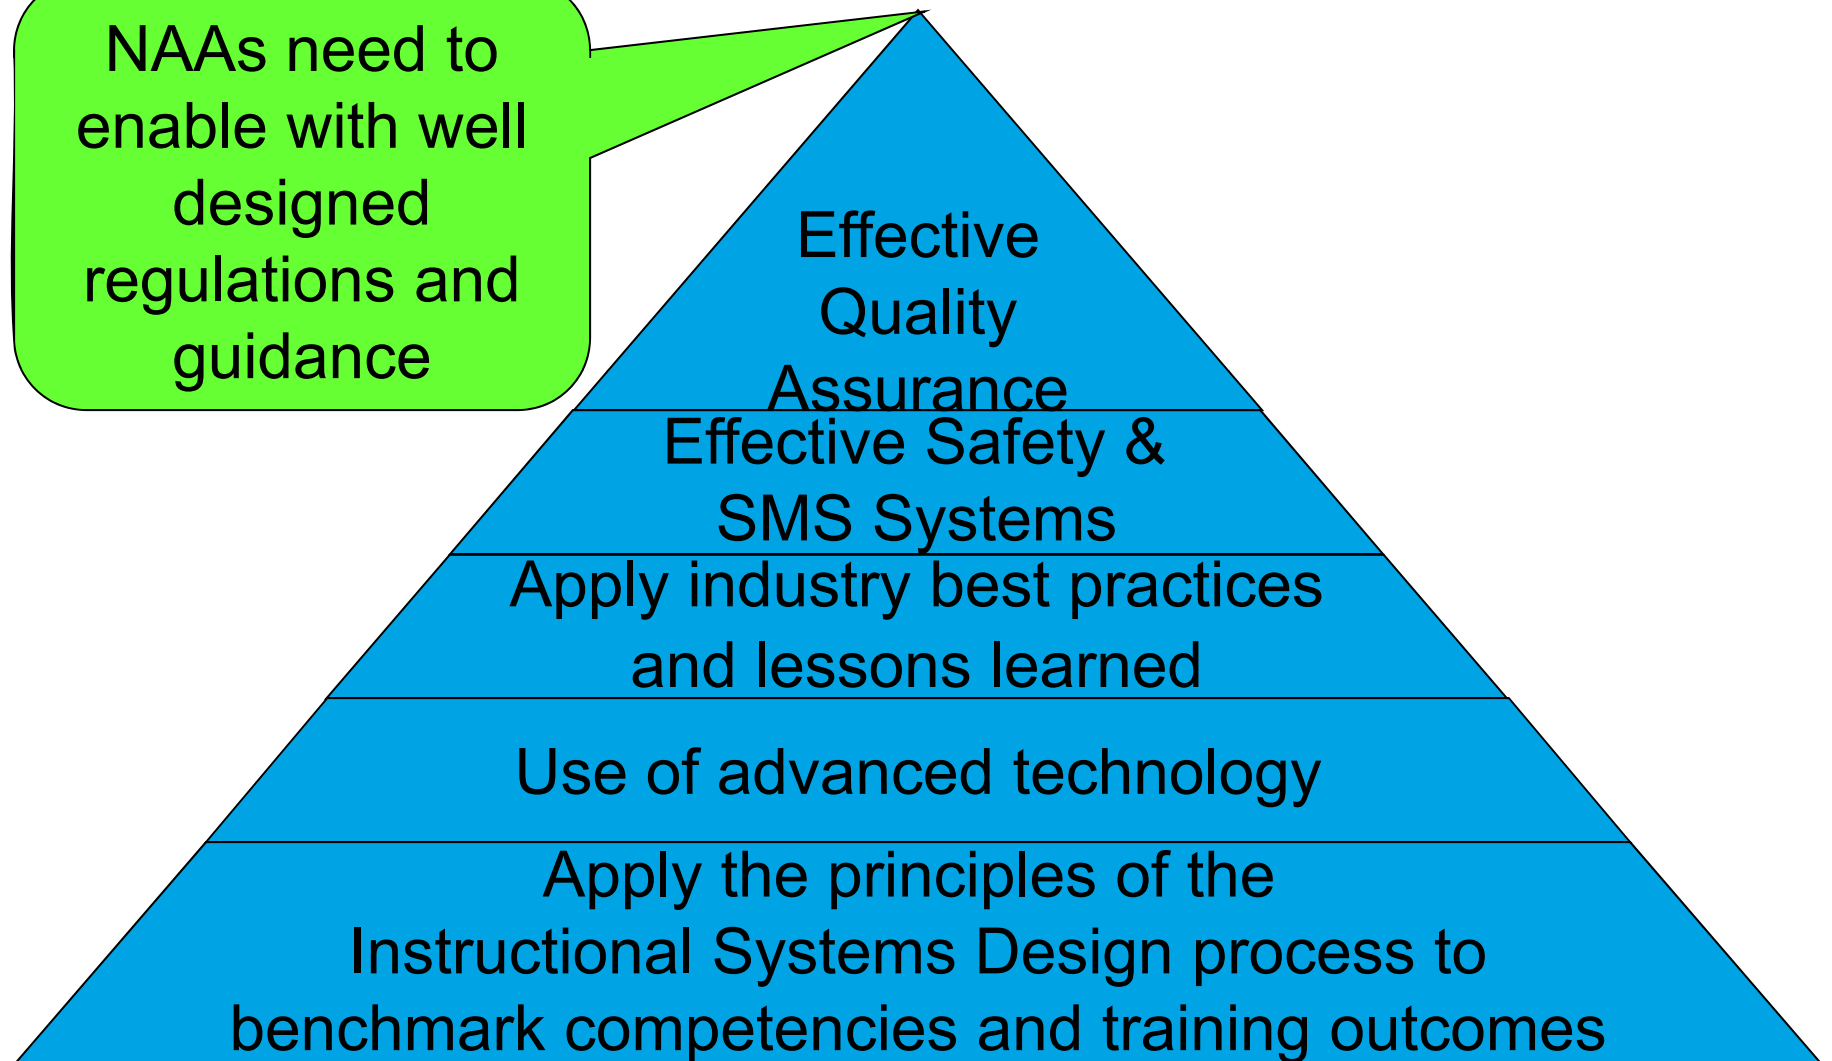 NAAs need to
enable with well
designed
regulations and
guidance
Effective
Quality
Assurance
Effective Safety &
SMS Systems
Apply industry best practices
and lessons learned
Use of advanced technology
Apply the principles of the
Instructional Systems Design process to
benchmark competencies and training outcomes